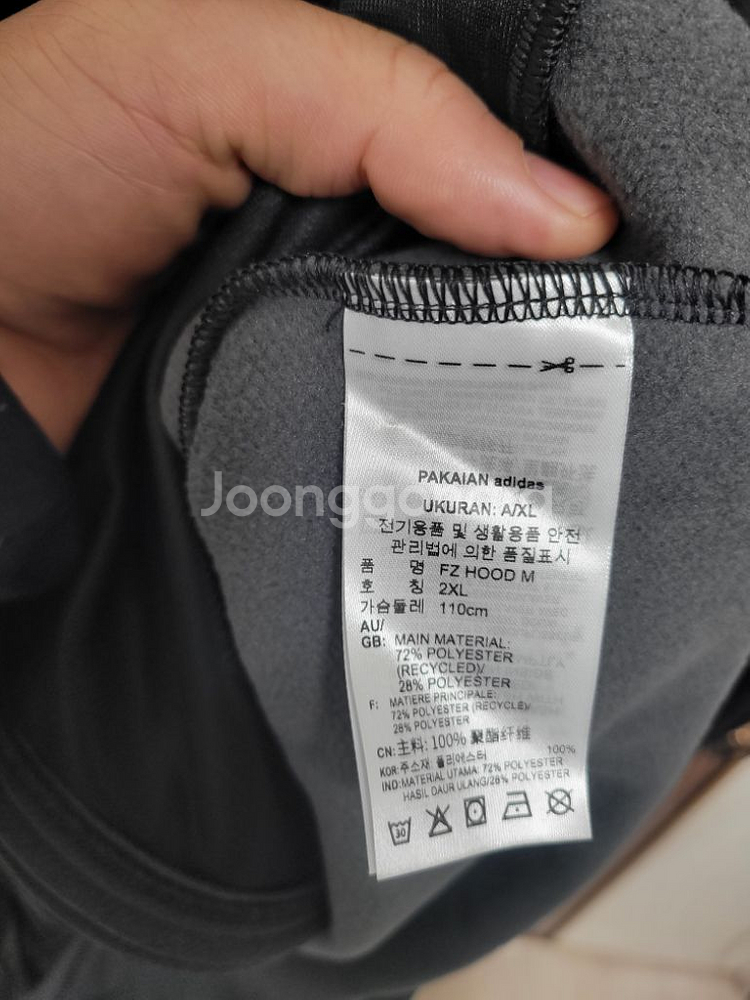 PAKAIAN adidas
Joonggonara
UKURAN: A/XL
전기용품 및 생활용품 안전
관리법에 의한 품질표시
품 명 FZ HOOD M
호 칭 2XL
가슴둘레 110cm
AU/
GB: MAIN MATERIAL:
72% POLYESTER
(RECYCLED)/
28% POLYESTER
F: MATIERE PRINCIPALE:
72% POLYESTER (RECYCLE)/
28% POLYESTER
CN: 主料: 100% 聚酯纤维
KOR: 주소재 폴리에스터 100%
IND: MATERIAL UTAMA: 72% POLYESTER
HASIL DAUR ULANG/28% POLYESTER
30